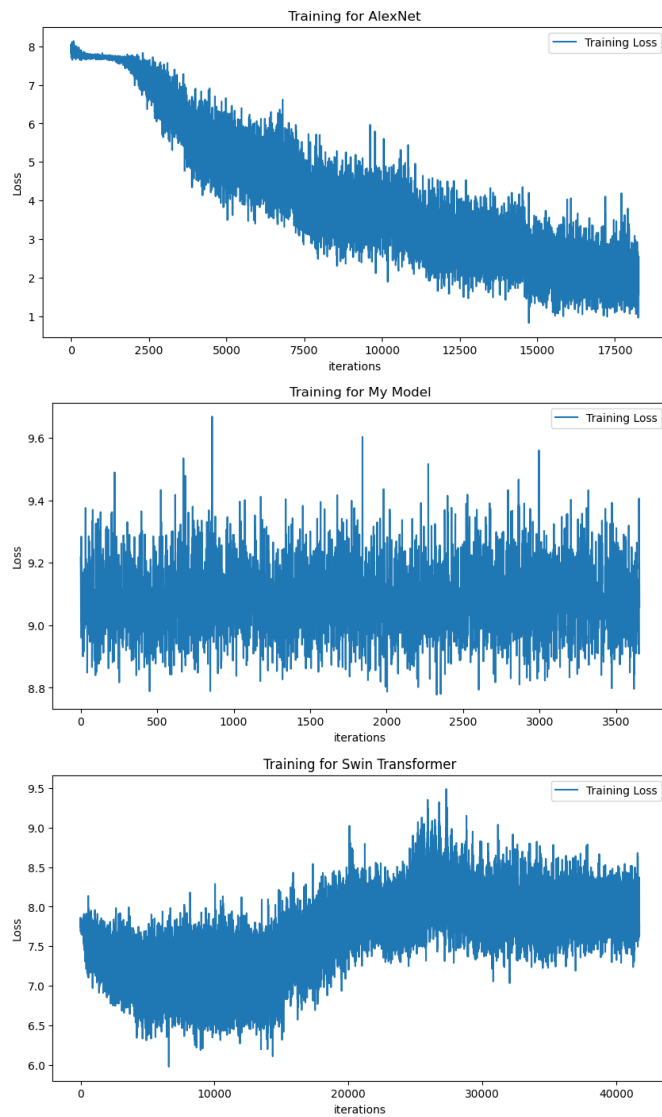 Training for AlexNet
Training Loss
8
7
6
5
4
3
2
1
Loss
0 2500 5000 7500 10000 12500 15000 17500
iterations
Training for My Model
Training Loss
9.6
9.4
9.2
9.0
8.8
Loss
0 500 1000 1500 2000 2500 3000 3500
iterations
Training for Swin Transformer
Training Loss
9.5
9.0
8.5
8.0
7.5
7.0
6.5
6.0
Loss
0 10000 20000 30000 40000
iterations